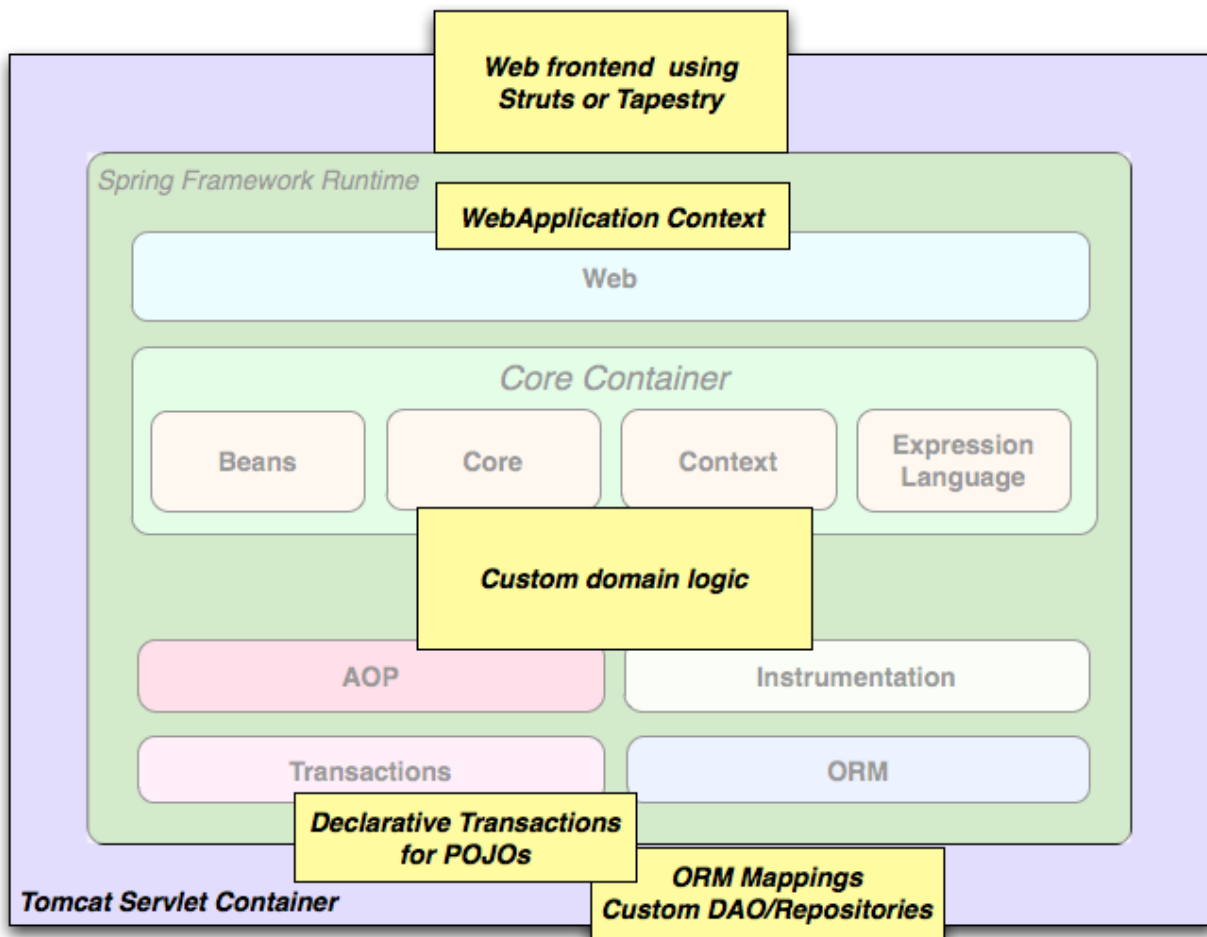 Web frontend using
Struts or Tapestry
Spring Framework Runtime
WebApplication Context
Web
Core Container
Beans
Core
Context
Expression
Language
Custom domain logic
AOP
Instrumentation
Transactions
ORM
Declarative Transactions
for POJOs
ORM Mappings
Custom DAO/Repositories
Tomcat Servlet Container